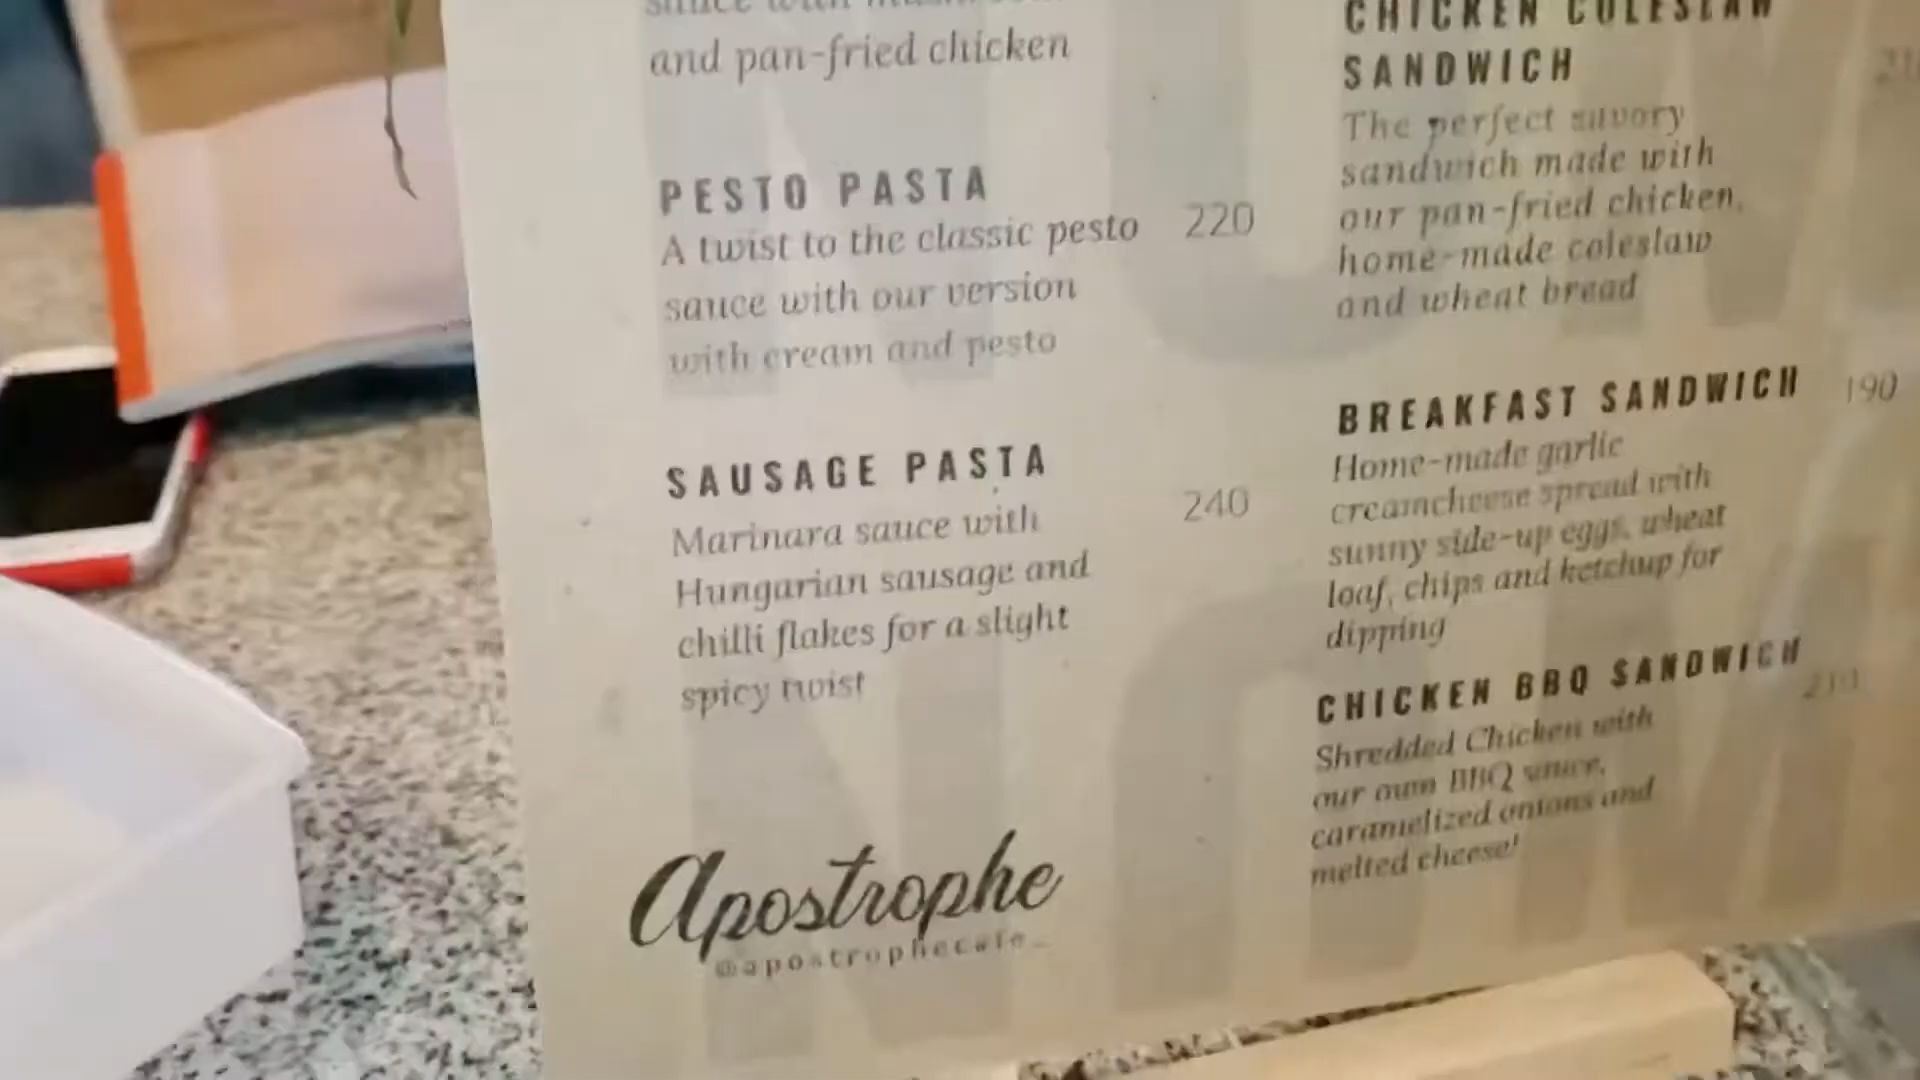 sauce with
and pan-fried chicken
PESTO PASTA
A twist to the classic pesto 220
sauce with our version
with cream and pesto
SAUSAGE PASTA
Marinara sauce with 240
Hungarian sausage and
chilli flakes for a slight
spicy twist
Apostrophe
@apostrophecafe_
CHICKEN COLESLAW
SANDWICH
The perfect savory
sandwich made with
our pan-fried chicken,
home-made coleslaw
and wheat bread
BREAKFAST SANDWICH 190
Home-made garlic
creamcheese spread with
sunny side-up eggs, wheat
loaf, chips and ketchup for
dipping
CHICKEN BBQ SANDWICH
Shredded Chicken with
our own BBQ sauce,
caramelized onions and
melted cheese!